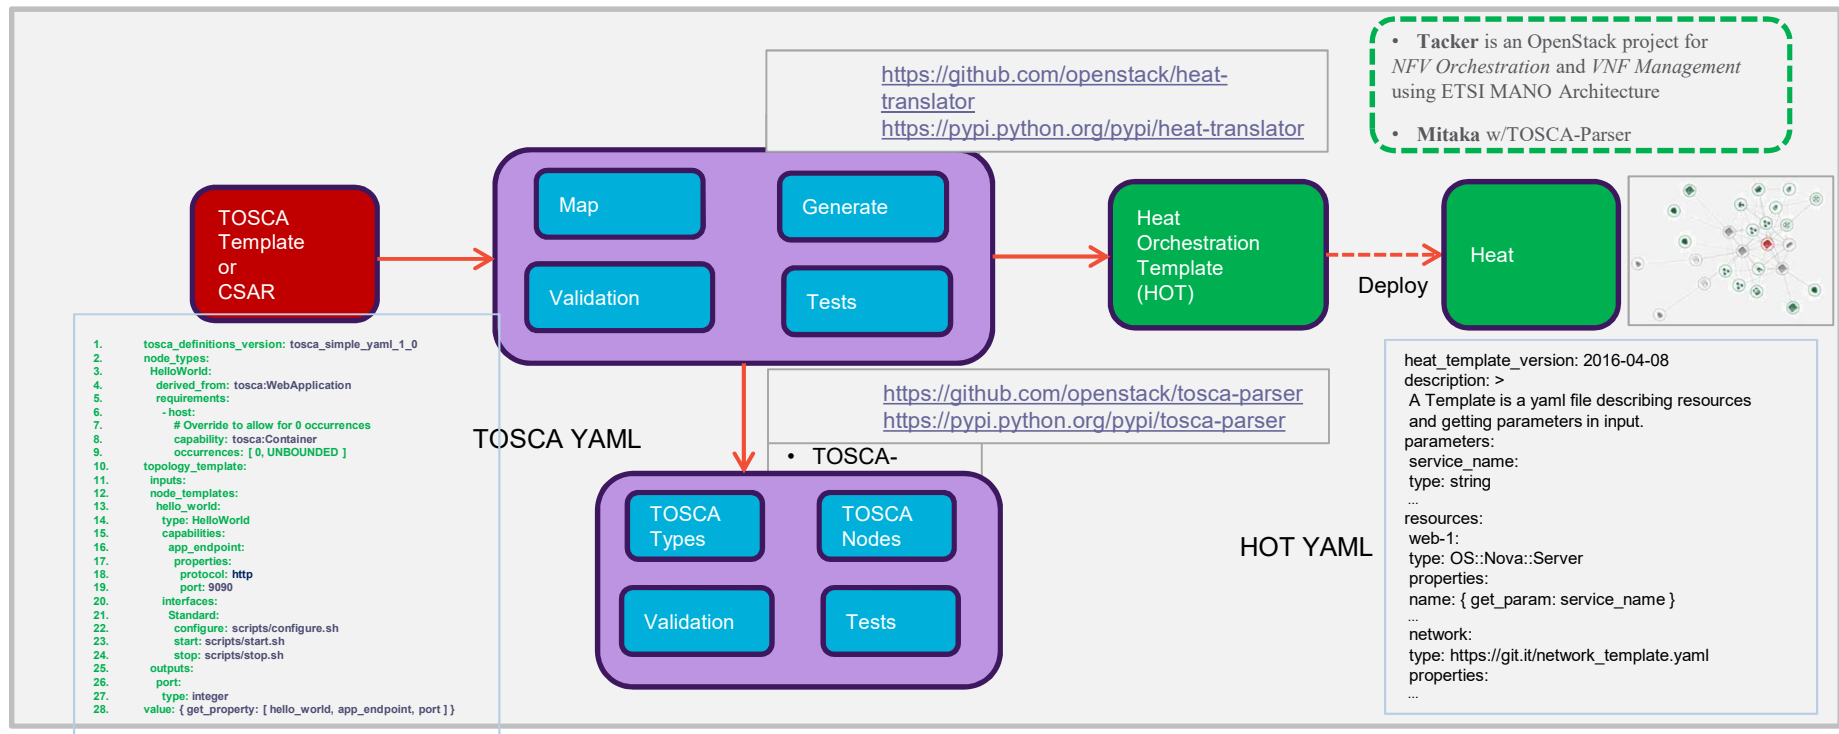 https://github.com/openstack/heat-
translator
https://pypi.python.org/pypi/heat-translator
• Tacker is an OpenStack project for
NFV Orchestration and VNF Management
using ETSI MANO Architecture
• Mitaka w/TOSCA-Parser
TOSCA
Template
or
CSAR
Map
Generate
Validation
Tests
Heat
Orchestration
Template
(HOT)
Deploy
Heat
1. tosca_definitions_version: tosca_simple_yaml_1_0
2. node_types:
3. HelloWorld:
4. derived_from: tosca:WebApplication
5. requirements:
6. - host:
7. # Override to allow for 0 occurrences
8. capability: tosca:Container
9. occurrences: [ 0, UNBOUNDED ]
10. topology_template:
11. inputs:
12. node_templates:
13. hello_world:
14. type: HelloWorld
15. capabilities:
16. app_endpoint:
17. properties:
18. protocol: http
19. port: 9090
20. interfaces:
21. Standard:
22. configure: scripts/configure.sh
23. start: scripts/start.sh
24. stop: scripts/stop.sh
25. outputs:
26. port:
27. type: integer
28. value: { get_property: [ hello_world, app_endpoint, port ] }
TOSCA YAML
https://github.com/openstack/tosca-parser
https://pypi.python.org/pypi/tosca-parser
• TOSCA-
TOSCA
Types
TOSCA
Nodes
Validation
Tests
HOT YAML
heat_template_version: 2016-04-08
description: >
A Template is a yaml file describing resources
and getting parameters in input.
parameters:
service_name:
type: string
...
resources:
web-1:
type: OS::Nova::Server
properties:
name: { get_param: service_name }
...
network:
type: https://git.it/network_template.yaml
properties:
...